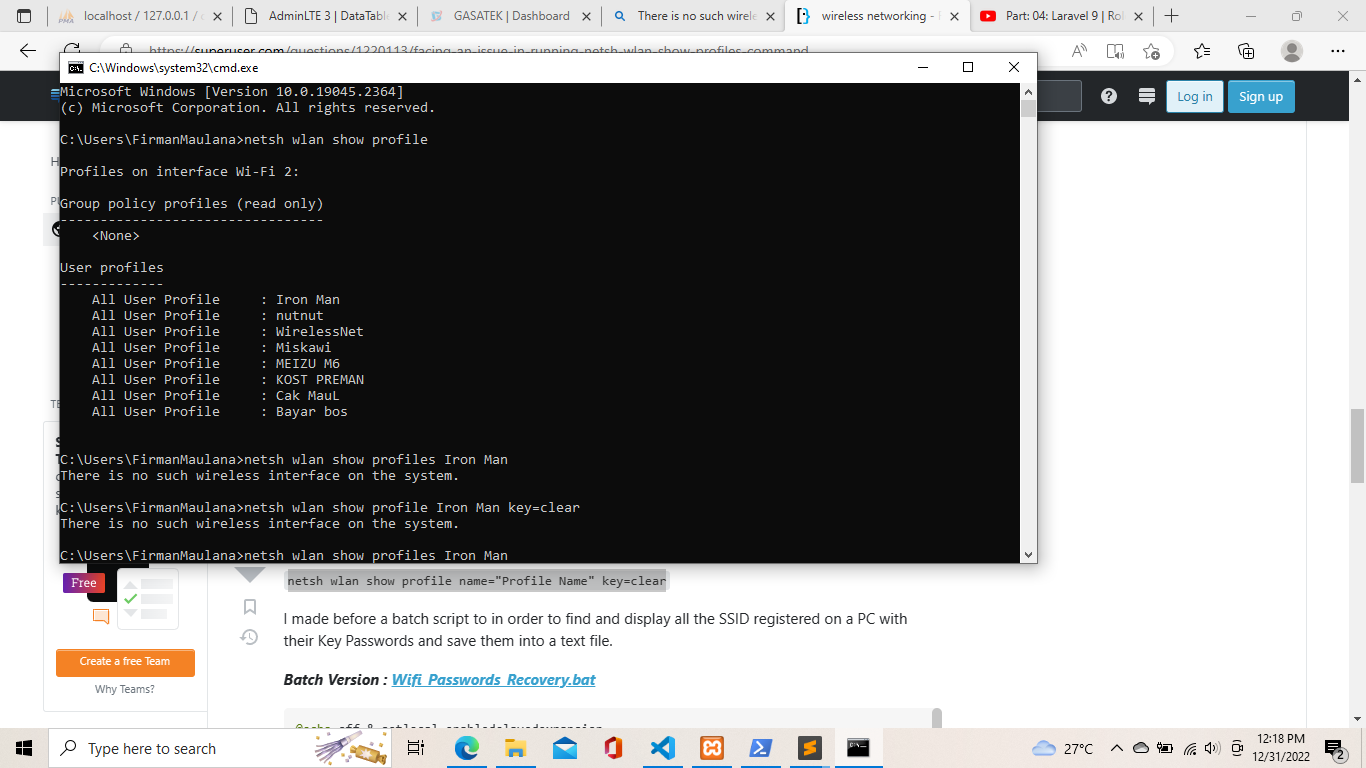 localhost / 127.0.0.1 /
AdminLTE 3 | DataTable
GASATEK | Dashboard
There is no such wirele
wireless networking -
Part: 04: Laravel 9 | Ro
https://superuser.com/questions/1220113/facing-an-issue-in-running-netsh-wlan-show-profiles-command
C:\Windows\system32\cmd.exe
Log in
Sign up
Microsoft Windows [Version 10.0.19045.2364]
(c) Microsoft Corporation. All rights reserved.
C:\Users\FirmanMaulana>netsh wlan show profile
Profiles on interface Wi-Fi 2:
Group policy profiles (read only)
---------------------------------
<None>
User profiles
-------------
All User Profile     : Iron Man
All User Profile     : nutnut
All User Profile     : WirelessNet
All User Profile     : Miskawi
All User Profile     : MEIZU M6
All User Profile     : KOST PREMAN
All User Profile     : Cak MauL
All User Profile     : Bayar bos
C:\Users\FirmanMaulana>netsh wlan show profiles Iron Man
There is no such wireless interface on the system.
C:\Users\FirmanMaulana>netsh wlan show profile Iron Man key=clear
There is no such wireless interface on the system.
C:\Users\FirmanMaulana>netsh wlan show profiles Iron Man
Free
Create a free Team
Why Teams?
netsh wlan show profile name="Profile Name" key=clear
I made before a batch script to in order to find and display all the SSID registered on a PC with
their Key Passwords and save them into a text file.
Batch Version : Wifi_Passwords_Recovery.bat
@echo off & setlocal enabledelayedexpansion
Type here to search
27°C
12:18 PM
12/31/2022
2